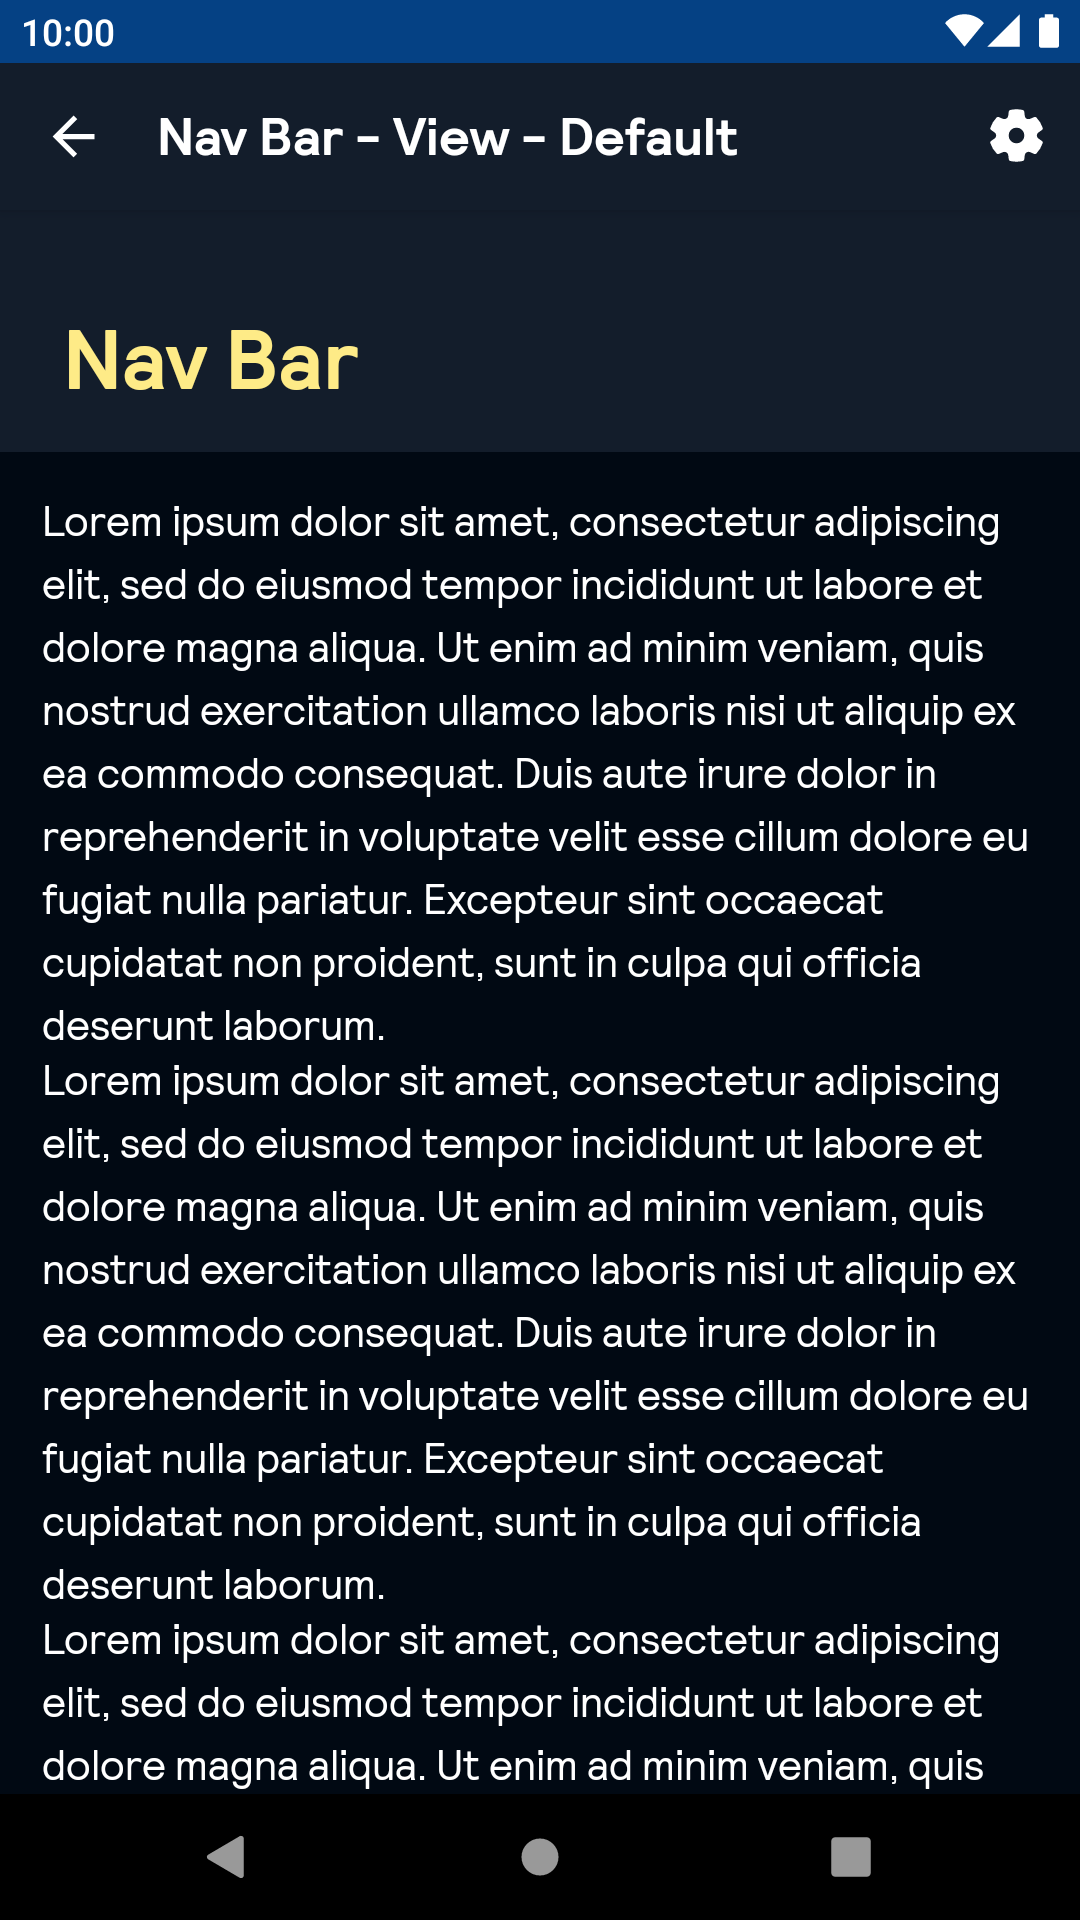 10:00
Nav Bar - View - Default
Nav Bar
Lorem ipsum dolor sit amet, consectetur adipiscing
elit, sed do eiusmod tempor incididunt ut labore et
dolore magna aliqua. Ut enim ad minim veniam, quis
nostrud exercitation ullamco laboris nisi ut aliquip ex
ea commodo consequat. Duis aute irure dolor in
reprehenderit in voluptate velit esse cillum dolore eu
fugiat nulla pariatur. Excepteur sint occaecat
cupidatat non proident, sunt in culpa qui officia
deserunt laborum.
Lorem ipsum dolor sit amet, consectetur adipiscing
elit, sed do eiusmod tempor incididunt ut labore et
dolore magna aliqua. Ut enim ad minim veniam, quis
nostrud exercitation ullamco laboris nisi ut aliquip ex
ea commodo consequat. Duis aute irure dolor in
reprehenderit in voluptate velit esse cillum dolore eu
fugiat nulla pariatur. Excepteur sint occaecat
cupidatat non proident, sunt in culpa qui officia
deserunt laborum.
Lorem ipsum dolor sit amet, consectetur adipiscing
elit, sed do eiusmod tempor incididunt ut labore et
dolore magna aliqua. Ut enim ad minim veniam, quis